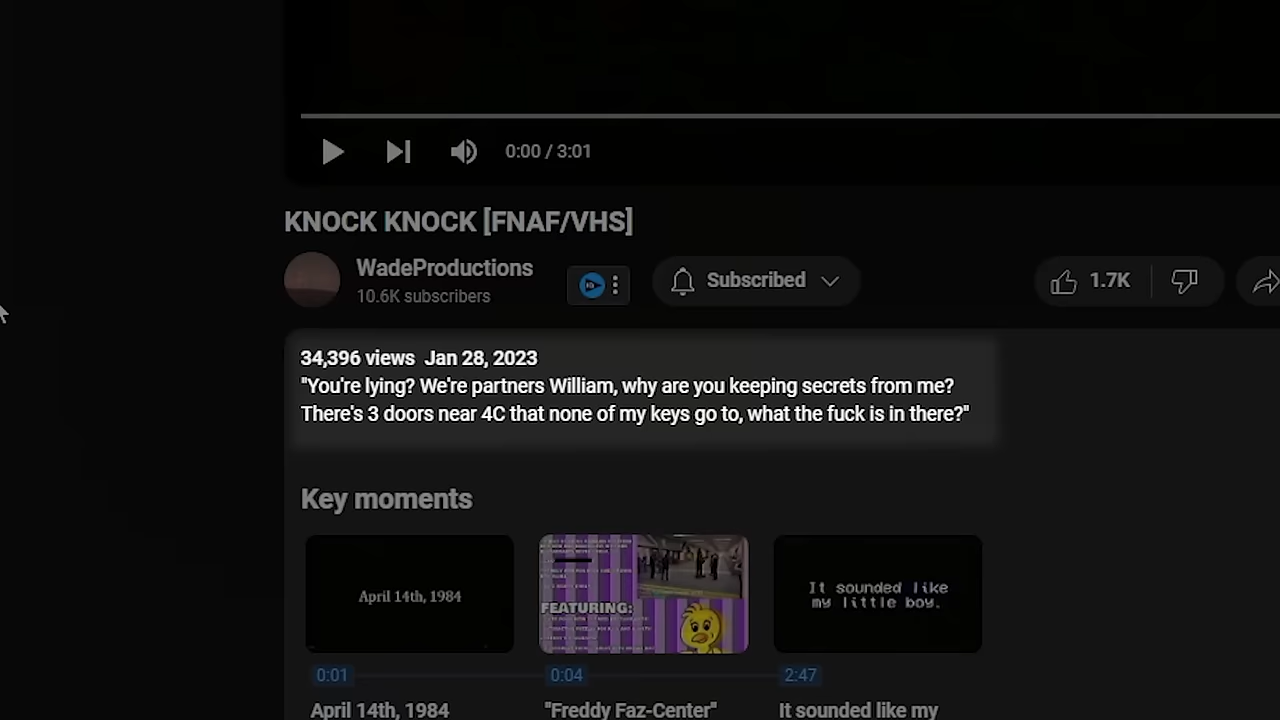 0:00 / 3:01
KNOCK KNOCK [FNAF/VHS]
WadeProductions
10.6K subscribers
Subscribed
1.7K
34,396 views Jan 28, 2023
"You're lying? We're partners William, why are you keeping secrets from me?
There's 3 doors near 4C that none of my keys go to, what the fuck is in there?"
Key moments
April 14th, 1984
FEATURING:
It sounded like
my little boy.
0:01
0:04
2:47
April 14th, 1984
"Freddy Faz-Center"
It sounded like my